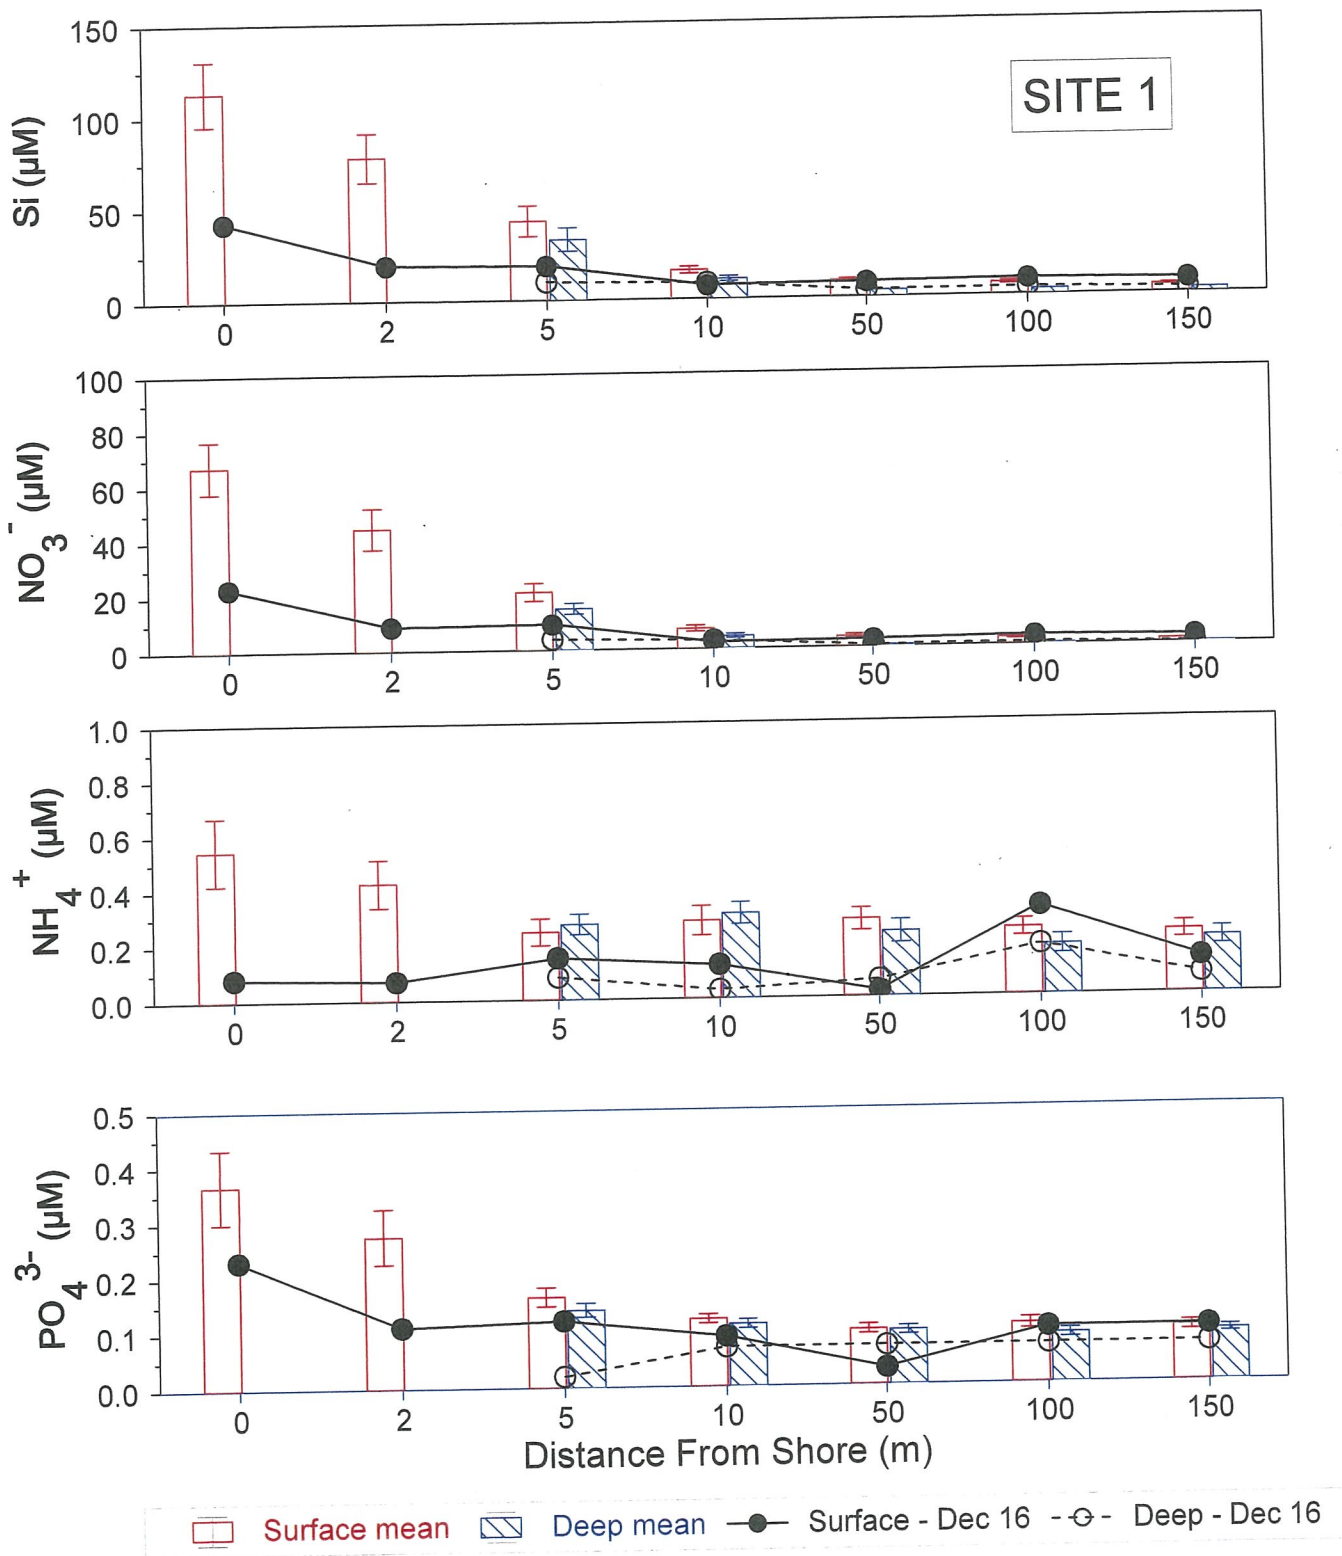 SITE 1
Si (µM)
150
100
50
0
0 2 5 10 50 100 150
NO3- (µM)
100
80
60
40
20
0
0 2 5 10 50 100 150
NH4+ (µM)
1.0
0.8
0.6
0.4
0.2
0.0
0 2 5 10 50 100 150
PO43- (µM)
0.5
0.4
0.3
0.2
0.1
0.0
0 2 5 10 50 100 150
Distance From Shore (m)
Surface mean Deep mean Surface - Dec 16 Deep - Dec 16